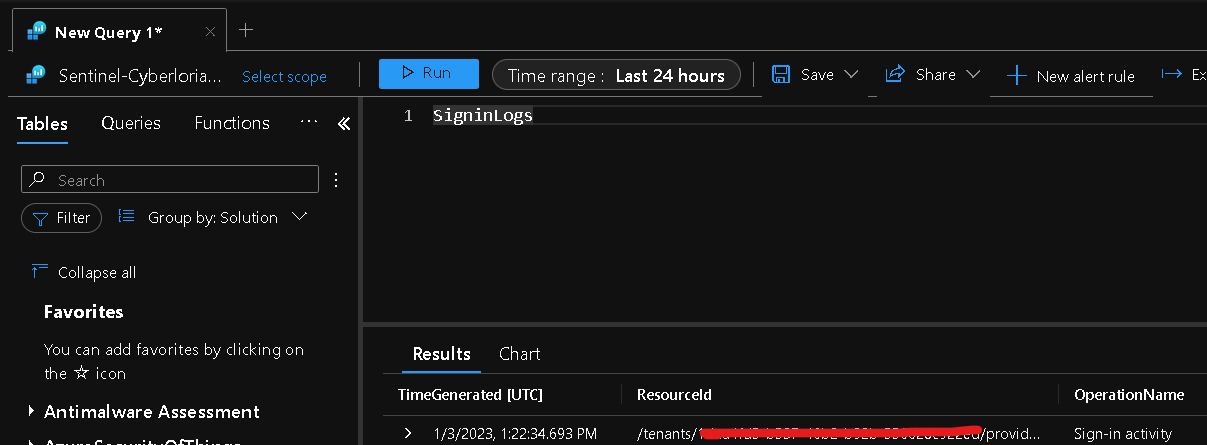 New Query 1*
Sentinel-Cyberloria... Select scope Run Time range : Last 24 hours Save Share New alert rule Ex
Tables Queries Functions ...
1 SigninLogs
Search
Filter Group by: Solution
Collapse all
Favorites
You can add favorites by clicking on
the icon
Antimalware Assessment
AzureSecurityOfThings
Results Chart
TimeGenerated [UTC] ResourceId OperationName
1/3/2023, 1:22:34.693 PM /tenants/ /provid... Sign-in activity